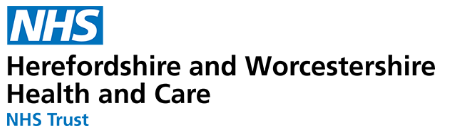 NHS
Herefordshire and Worcestershire
Health and Care
NHS Trust